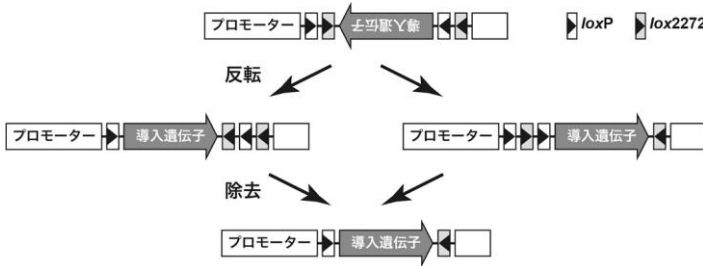 プロモーター 導入遺伝子 loxP lox2272
反転
プロモーター 導入遺伝子 プロモーター 導入遺伝子
除去
プロモーター 導入遺伝子